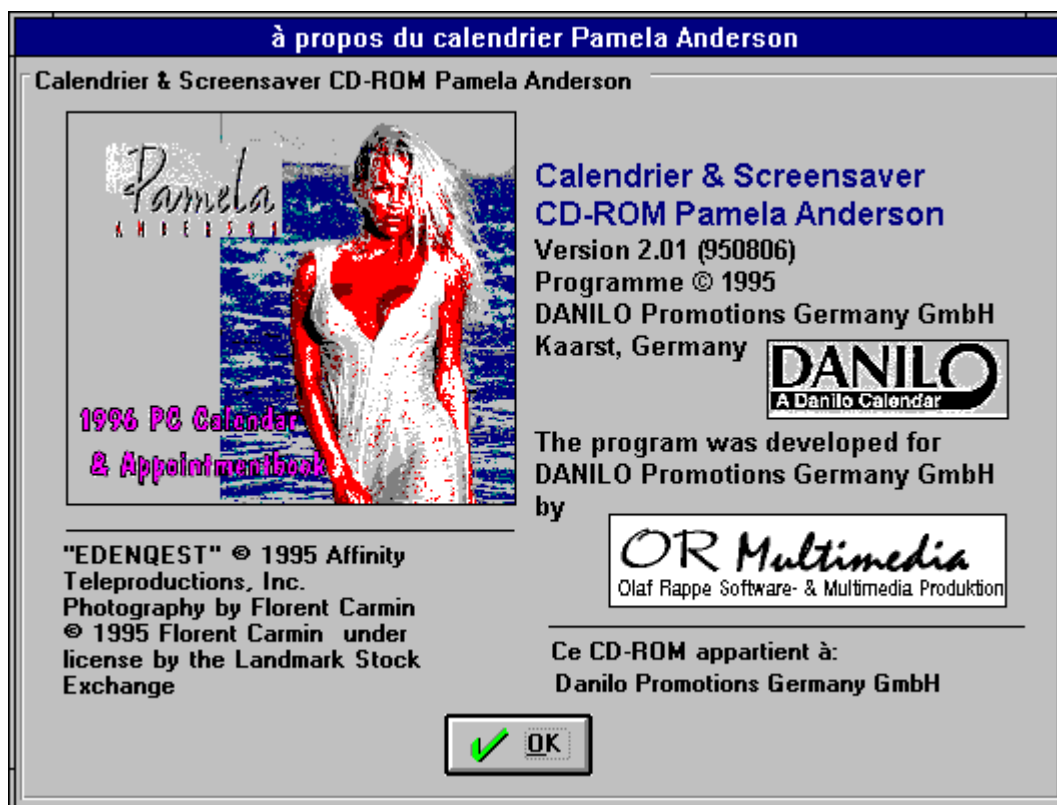 à propos du calendrier Pamela Anderson
Calendrier & Screensaver CD-ROM Pamela Anderson
Pamela
ANDERSON
1996 PC Calendar
& Appointmentbook
"EDENQEST" © 1995 Affinity
Teleproductions, Inc.
Photography by Florent Carmin
© 1995 Florent Carmin under
license by the Landmark Stock
Exchange
Calendrier & Screensaver
CD-ROM Pamela Anderson
Version 2.01 (950806)
Programme © 1995
DANILO Promotions Germany GmbH
Kaarst, Germany
DANILO
A Danilo Calendar
The program was developed for
DANILO Promotions Germany GmbH
by
OR Multimedia
Olaf Rappe Software- & Multimedia Produktion
Ce CD-ROM appartient à:
Danilo Promotions Germany GmbH
OK